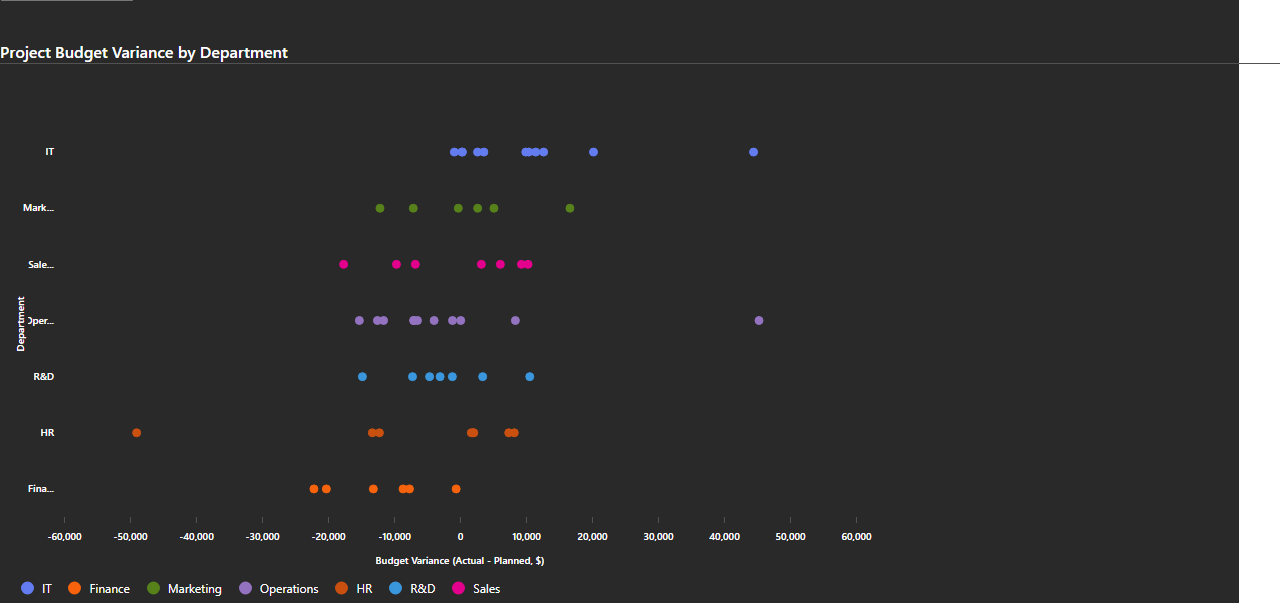 Project Budget Variance by Department
IT
Mark...
Sale...
Department
Oper...
R&D
HR
Fina...
-60,000 -50,000 -40,000 -30,000 -20,000 -10,000 0 10,000 20,000 30,000 40,000 50,000 60,000
Budget Variance (Actual - Planned, $)
IT Finance Marketing Operations HR R&D Sales